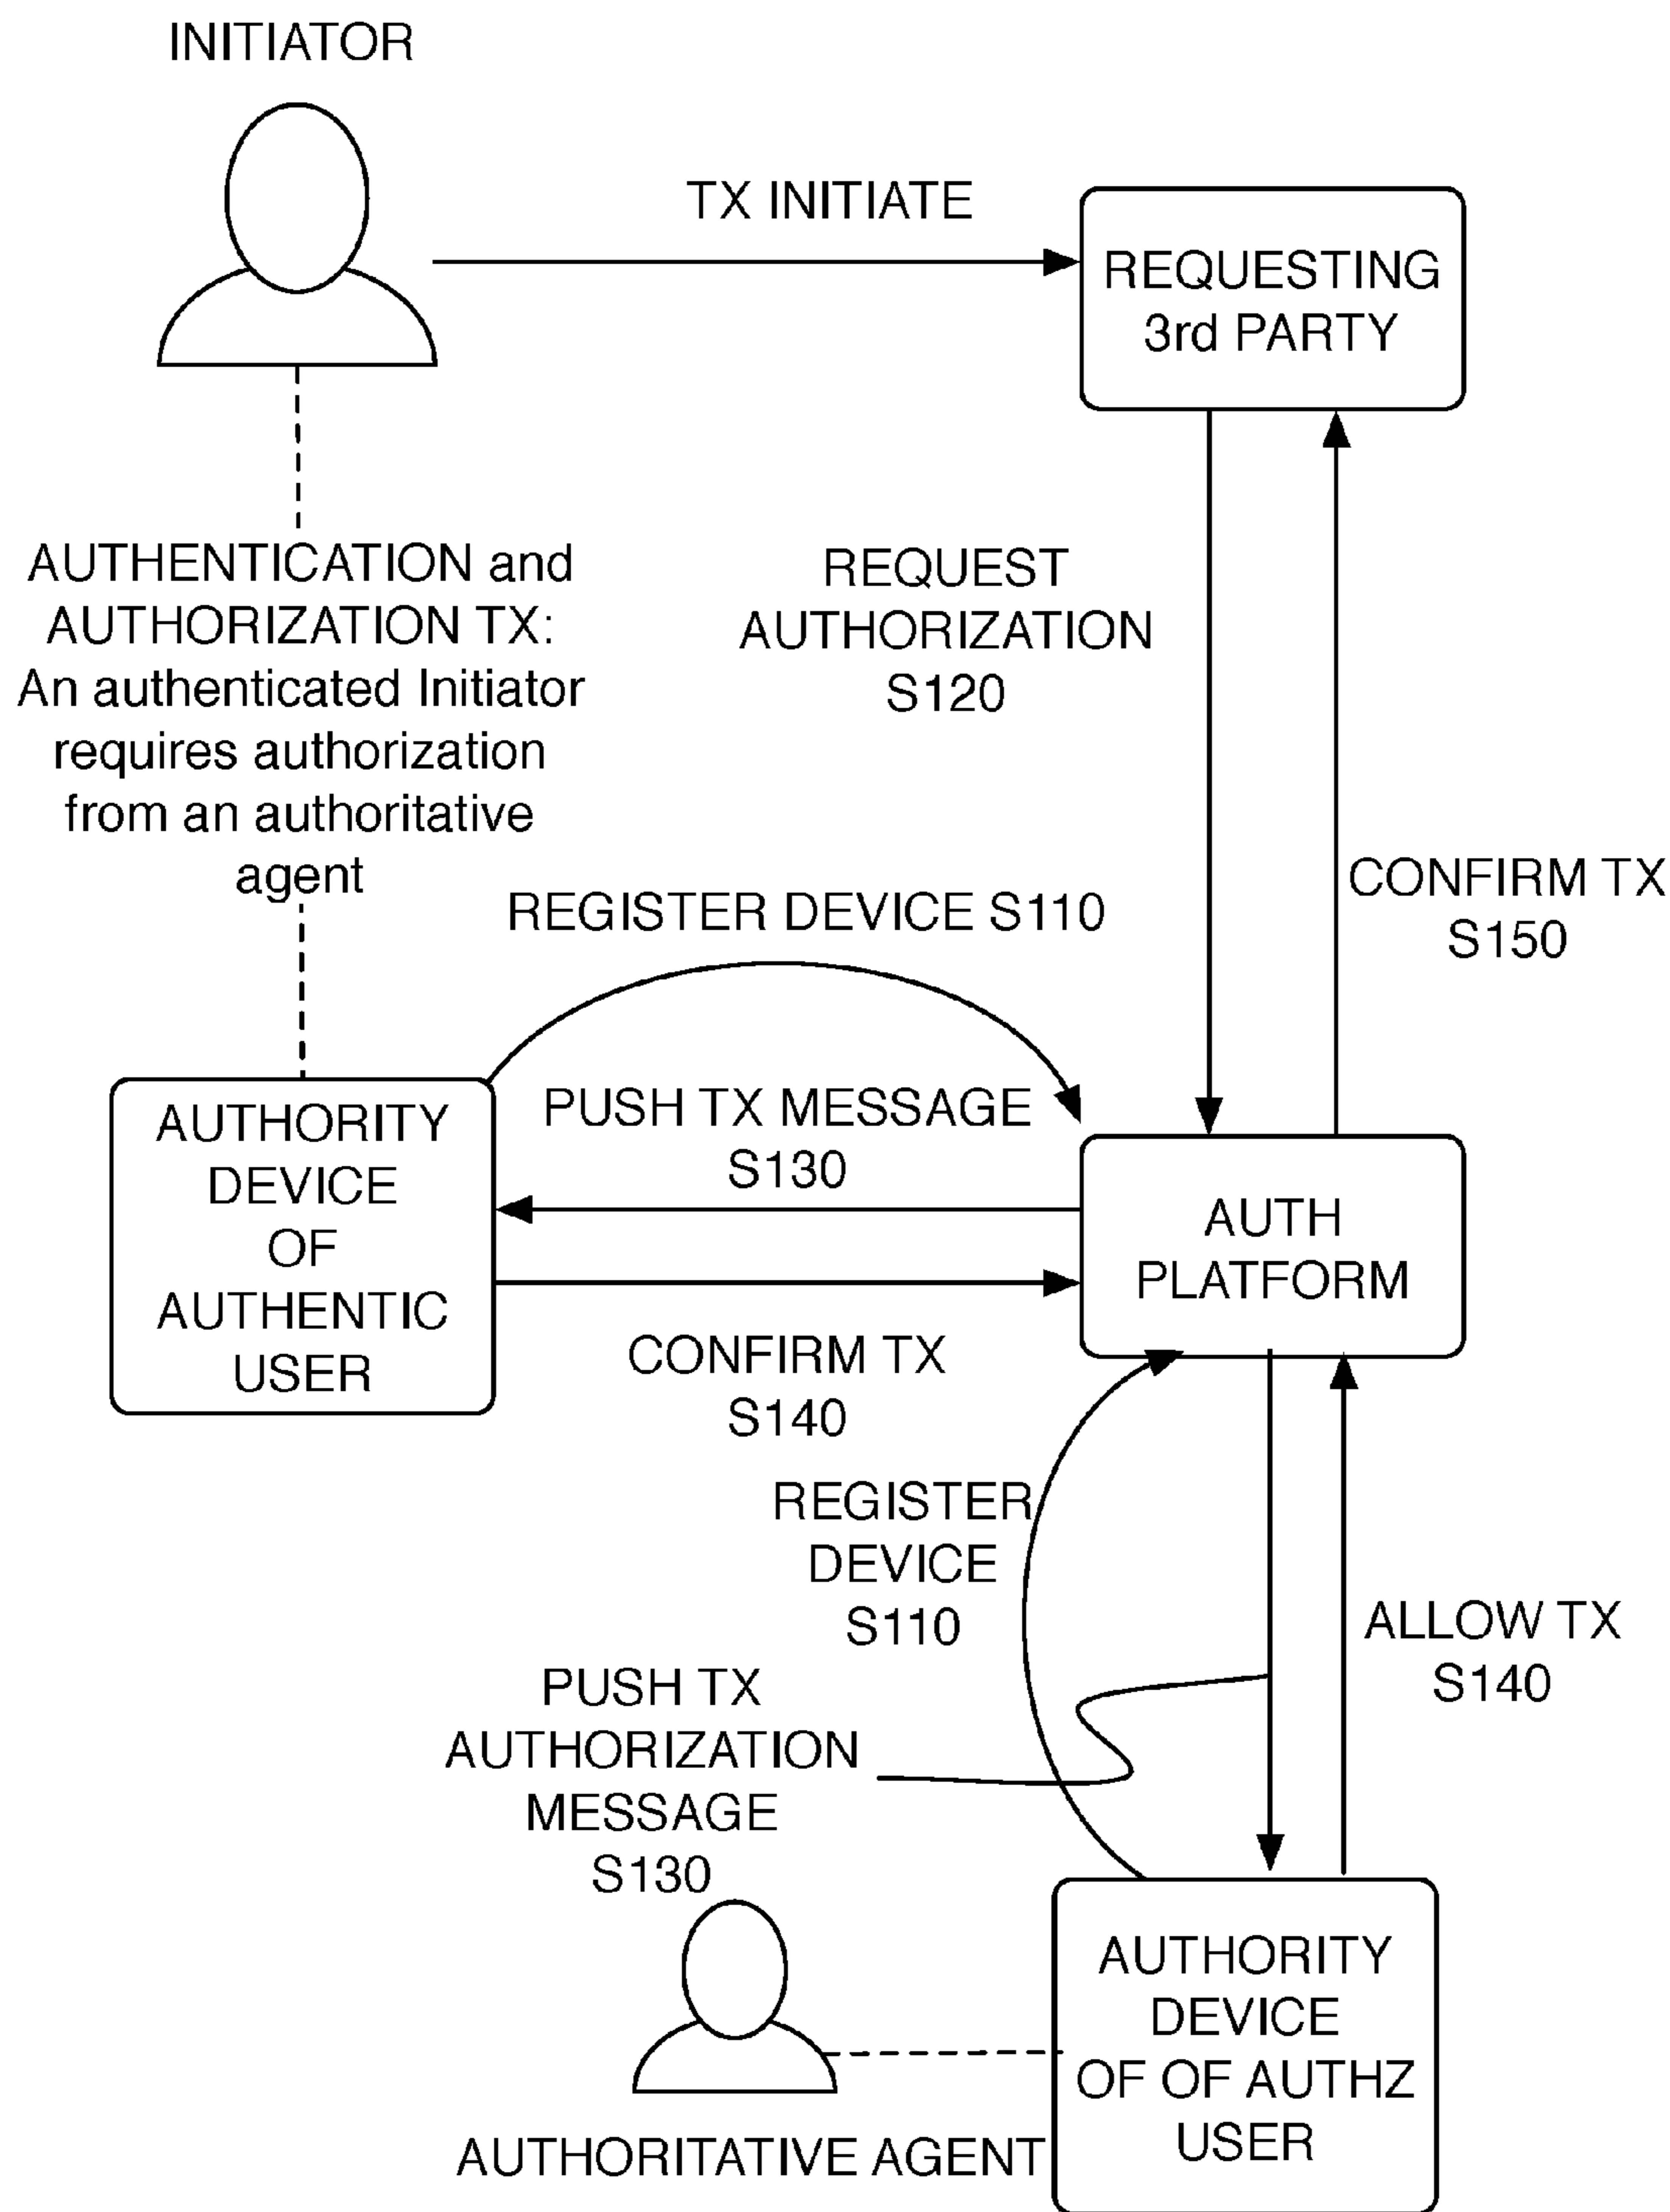 INITIATOR
TX INITIATE
REQUESTING
3rd PARTY
AUTHENTICATION and
AUTHORIZATION TX:
An authenticated Initiator
requires authorization
from an authoritative
agent
REQUEST
AUTHORIZATION
S120
CONFIRM TX
S150
REGISTER DEVICE S110
PUSH TX MESSAGE
S130
AUTHORITY
DEVICE
OF
AUTHENTIC
USER
AUTH
PLATFORM
CONFIRM TX
S140
REGISTER
DEVICE
S110
ALLOW TX
S140
PUSH TX
AUTHORIZATION
MESSAGE
S130
AUTHORITY
DEVICE
OF OF AUTHZ
USER
AUTHORITATIVE AGENT